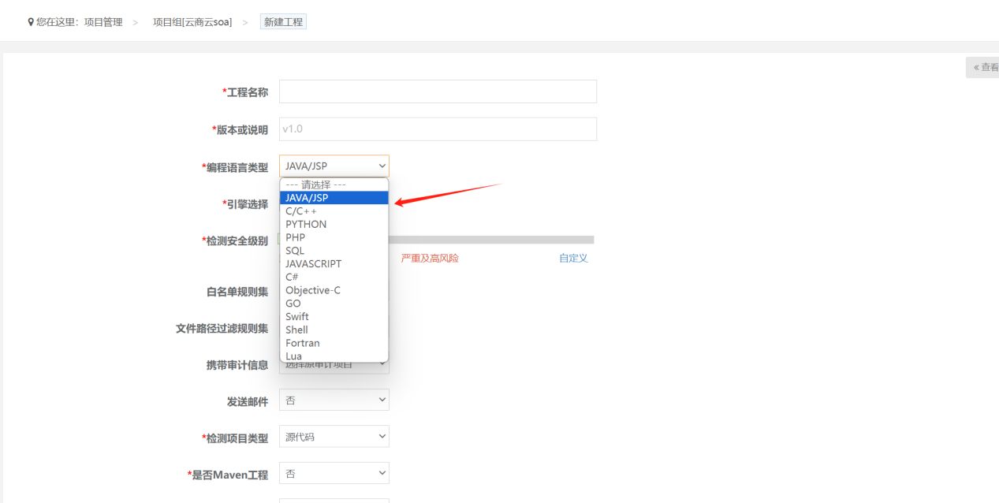 您在这里: 项目管理 > 项目组[云商云soa] > 新建工程
« 查看
*工程名称
*版本或说明 v1.0
*编程语言类型 JAVA/JSP
--- 请选择 ---
JAVA/JSP
*引擎选择
C/C++
PYTHON
PHP
*检测安全级别
SQL
严重及高风险 自定义
JAVASCRIPT
C#
白名单规则集
Objective-C
GO
Swift
文件路径过滤规则集
Shell
Fortran
Lua
携带审计信息 选择原审计项目
发送邮件 否
*检测项目类型 源代码
*是否Maven工程 否